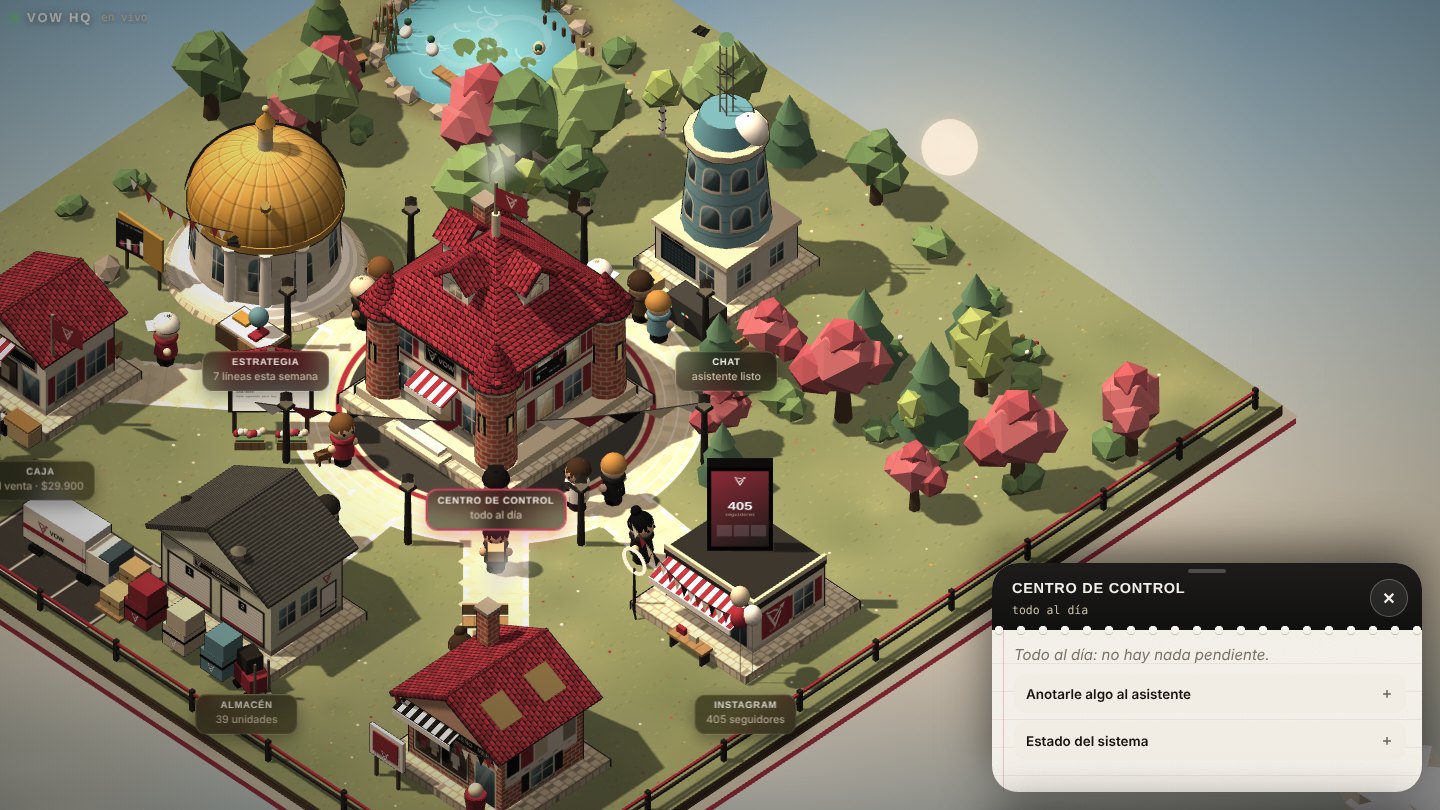 VOW HQ en vivo
ESTRATEGIA
7 líneas esta semana
CHAT
asistente listo
CAJA
venta · $29.900
CENTRO DE CONTROL
todo al día
405
seguidores
VOW
ALMACÉN
39 unidades
INSTAGRAM
405 seguidores
CENTRO DE CONTROL
todo al día
Todo al día: no hay nada pendiente.
Anotarle algo al asistente +
Estado del sistema +